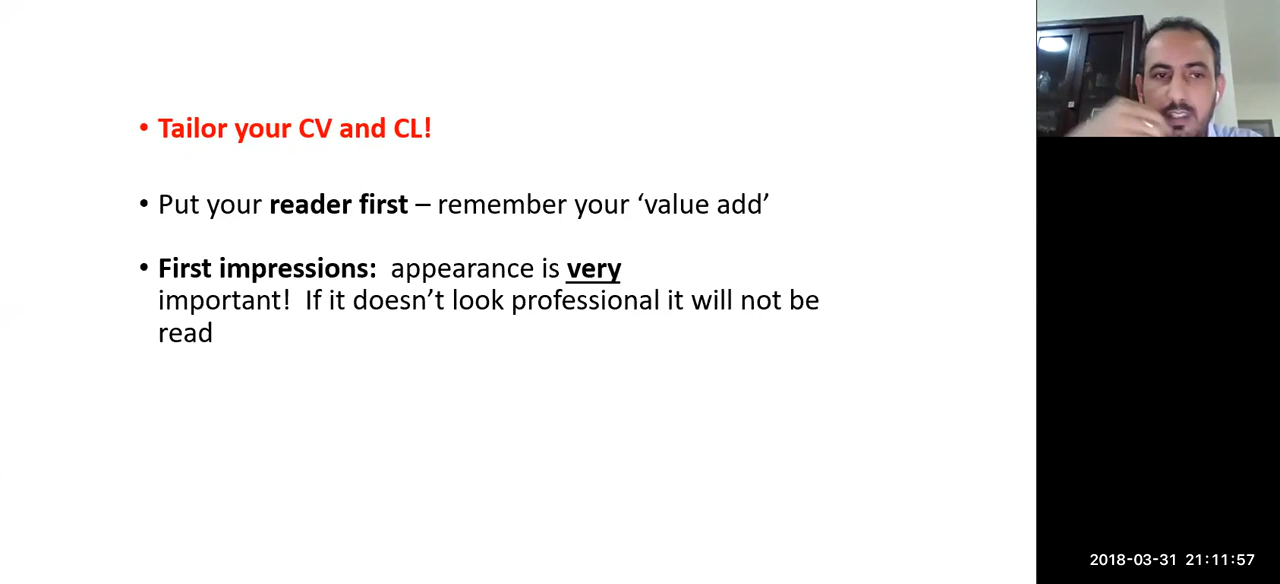 • Tailor your CV and CL!
• Put your reader first – remember your ‘value add’
• First impressions:  appearance is very
important!  If it doesn’t look professional it will not be
read
2018-03-31 21:11:57